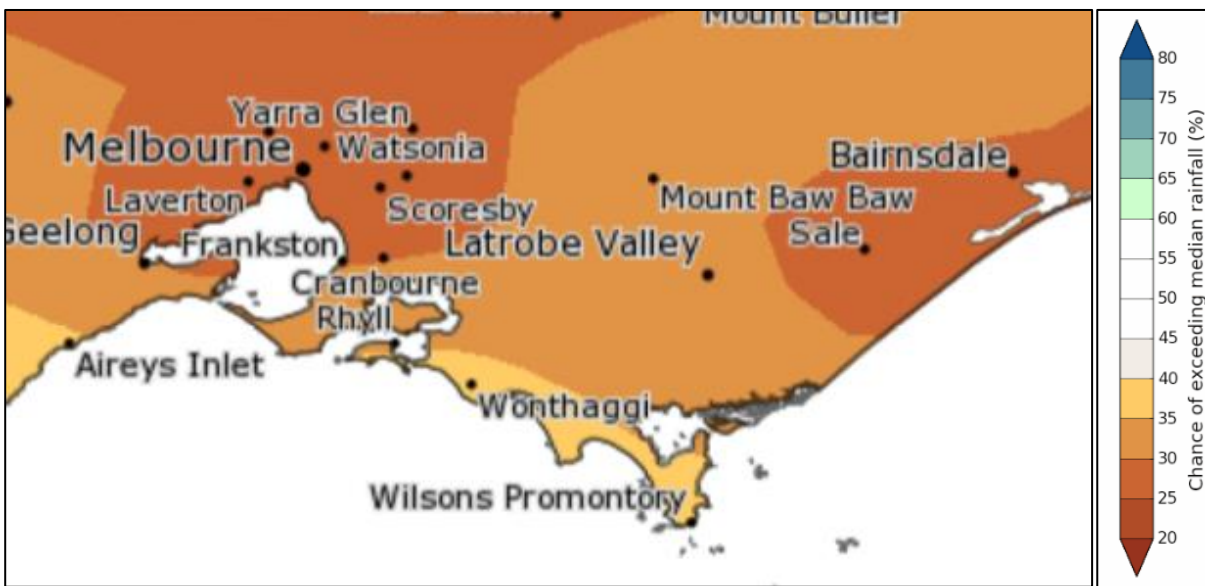 Mount Buller
Yarra Glen
Melbourne
Watsonia
Bairnsdale
Laverton
Scoresby
Mount Baw Baw
Geelong
Frankston
Latrobe Valley
Sale
Cranbourne
Rhyll
Aireys Inlet
Wonthaggi
Wilsons Promontory
80
75
70
65
60
55
50
45
40
35
30
25
20
Chance of exceeding median rainfall (%)